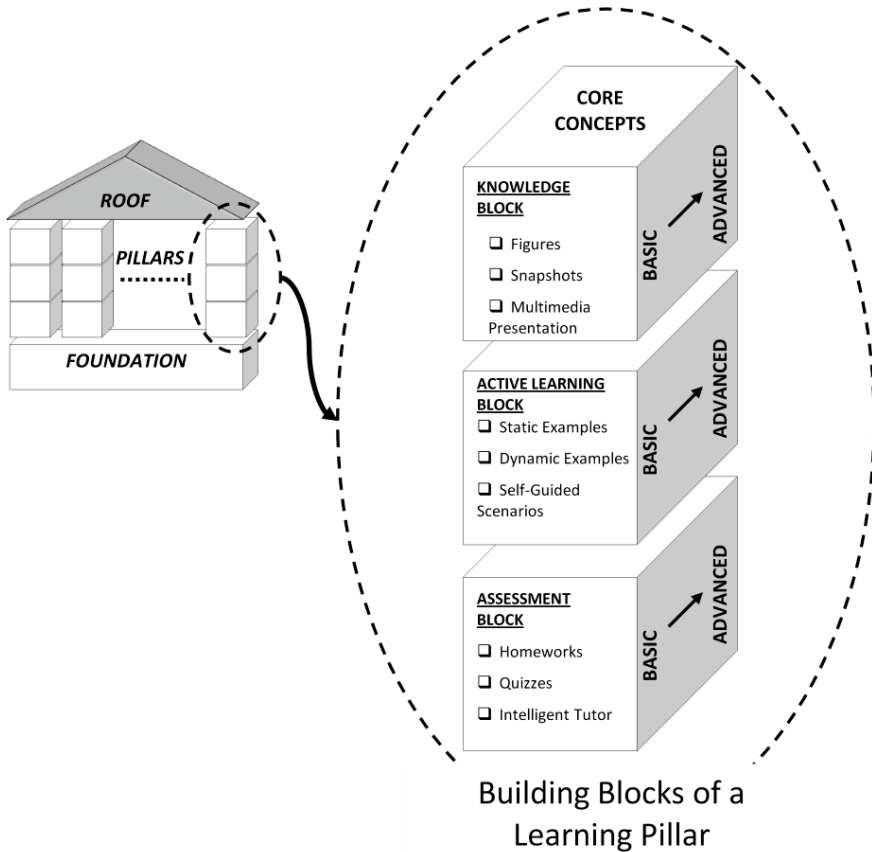 ROOF
PILLARS
FOUNDATION
CORE
CONCEPTS
KNOWLEDGE
BLOCK
❑ Figures
❑ Snapshots
❑ Multimedia
Presentation
BASIC
ADVANCED
ACTIVE LEARNING
BLOCK
❑ Static Examples
❑ Dynamic Examples
❑ Self-Guided
Scenarios
BASIC
ADVANCED
ASSESSMENT
BLOCK
❑ Homeworks
❑ Quizzes
❑ Intelligent Tutor
BASIC
ADVANCED
Building Blocks of a
Learning Pillar